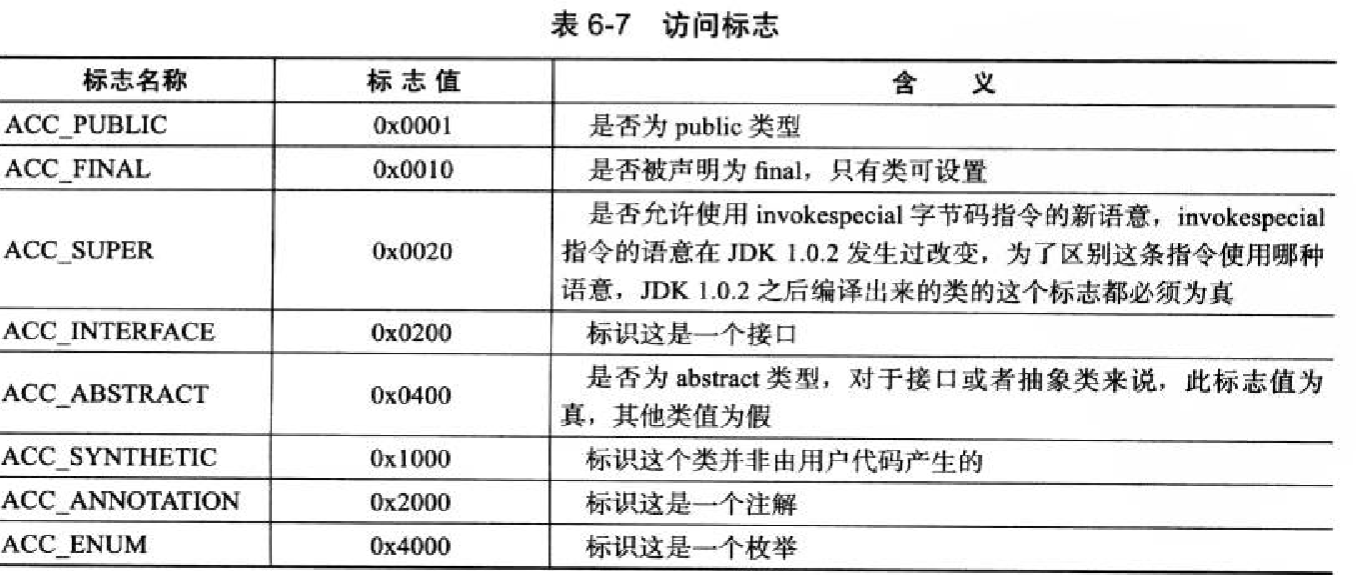 表 6-7 访问标志
标志名称 标 志 值 含 义
ACC_PUBLIC 0x0001 是否为 public 类型
ACC_FINAL 0x0010 是否被声明为 final，只有类可设置
是否允许使用 invokespecial 字节码指令的新语意，invokespecial
ACC_SUPER 0x0020 指令的语意在 JDK 1.0.2 发生过改变，为了区别这条指令使用哪种
语意，JDK 1.0.2 之后编译出来的类的这个标志都必须为真
ACC_INTERFACE 0x0200 标识这是一个接口
ACC_ABSTRACT 0x0400 是否为 abstract 类型，对于接口或者抽象类来说，此标志值为
真，其他类值为假
ACC_SYNTHETIC 0x1000 标识这个类并非由用户代码产生的
ACC_ANNOTATION 0x2000 标识这是一个注解
ACC_ENUM 0x4000 标识这是一个枚举